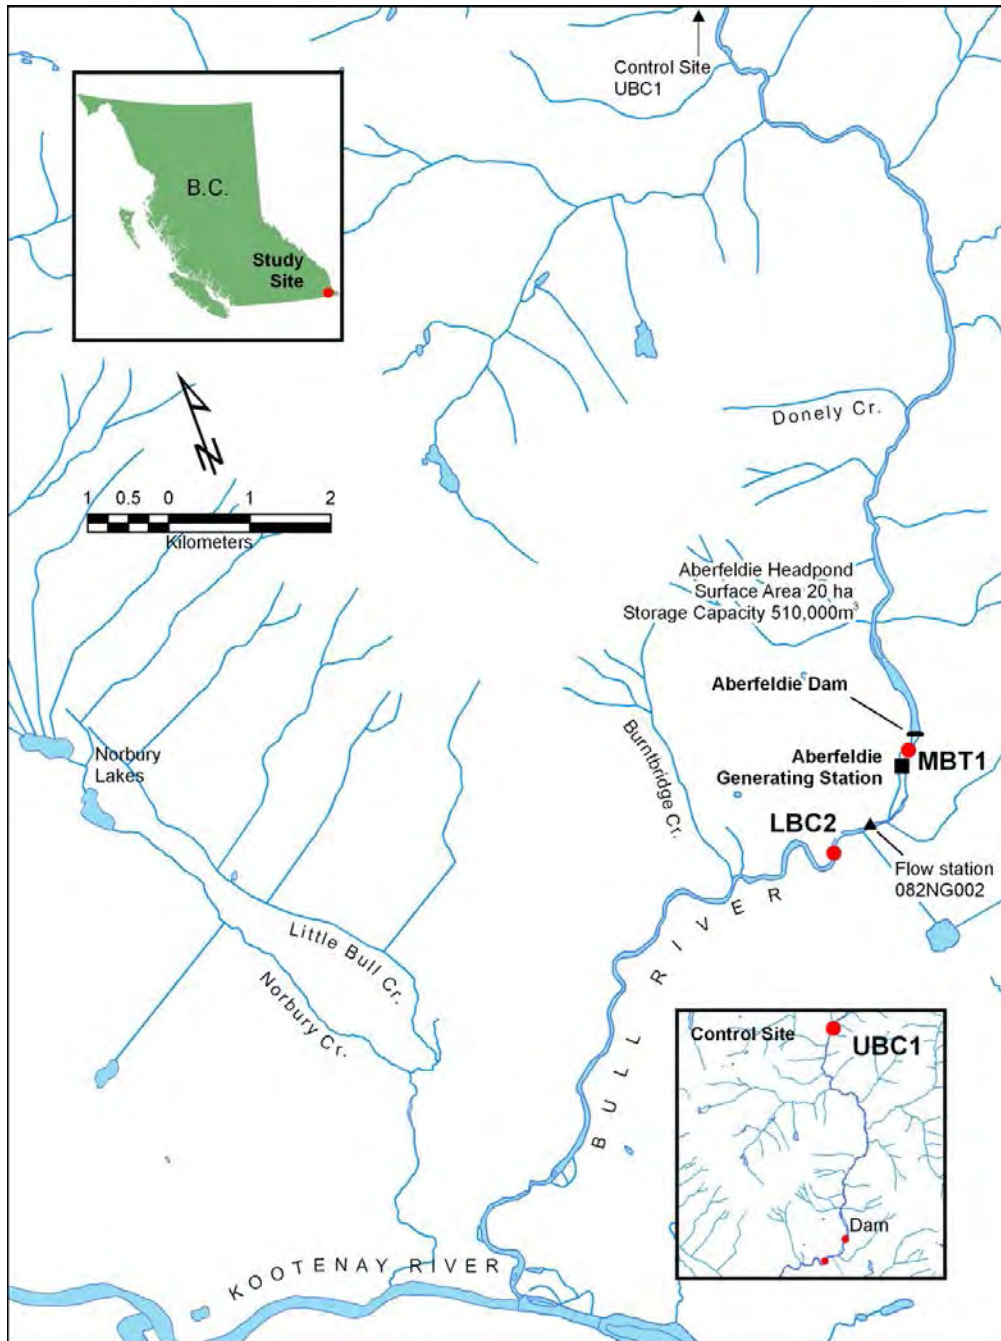 Control Site
UBC1
B.C.
Study
Site
Donely Cr.
N
1 0.5 0 1 2
Kilometers
Aberfeldie Headpond
Surface Area 20 ha
Storage Capacity 510,000m³
Aberfeldie Dam
Burntbridge Cr.
Norbury
Lakes
Aberfeldie
Generating Station
MBT1
LBC2
Flow station
082NG002
Little Bull Cr.
Norbury Cr.
BULL RIVER
Control Site
UBC1
Dam
KOOTENAY RIVER